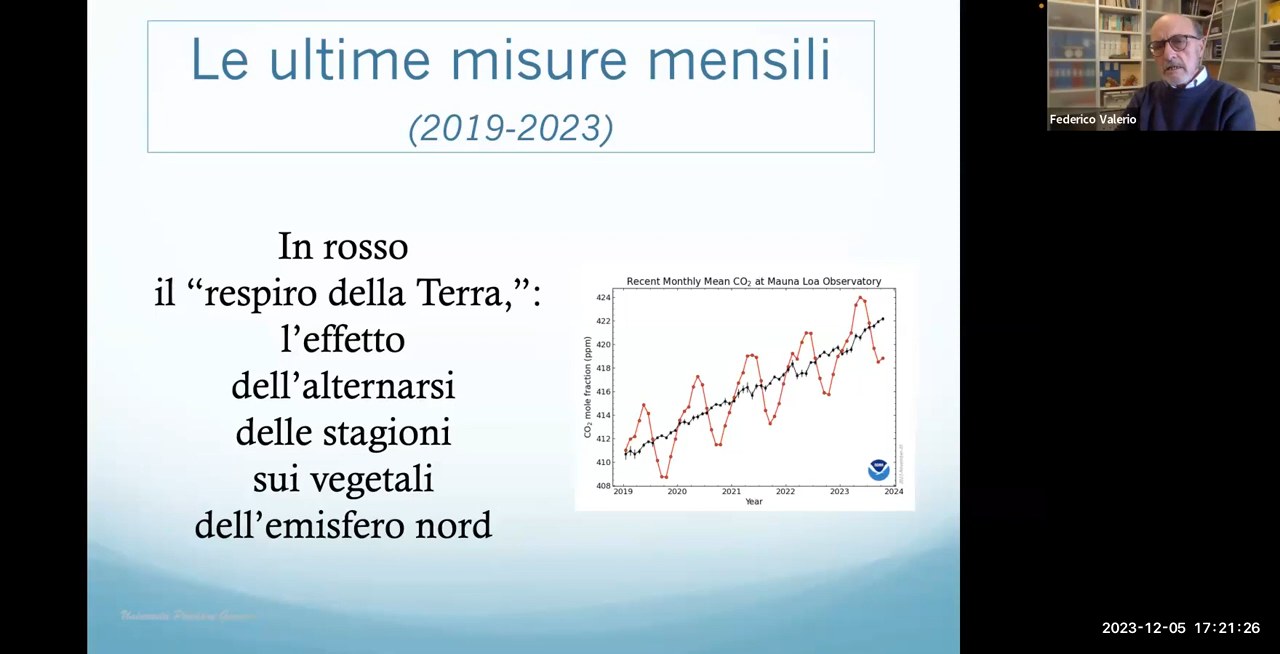 Le ultime misure mensili
(2019-2023)
In rosso
il “respiro della Terra,”:
l’effetto
dell’alternarsi
delle stagioni
sui vegetali
dell’emisfero nord
Recent Monthly Mean CO₂ at Mauna Loa Observatory
CO₂ mole fraction (ppm)
424
422
420
418
416
414
412
410
408
2019 2020 2021 2022 2023 2024
Year
Federico Valerio
2023-12-05 17:21:26